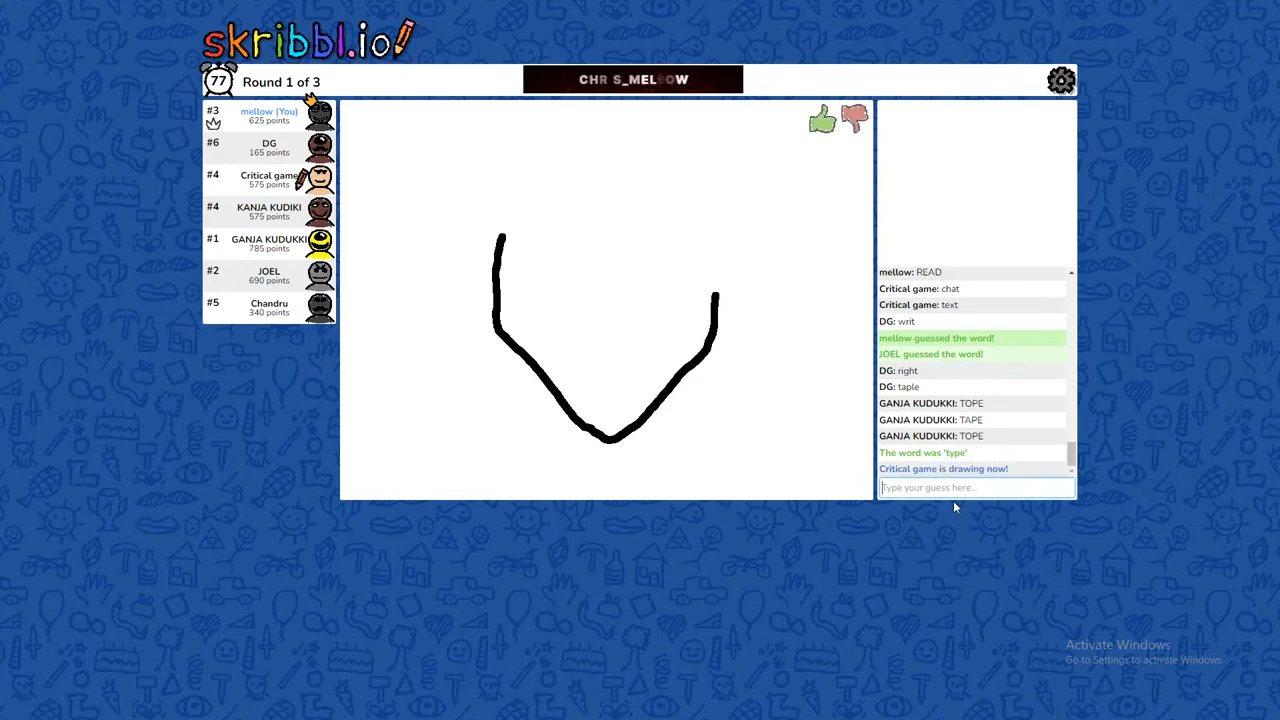 skribbl.io
77
Round 1 of 3
CHR S_MEL OW
#3
mellow (You)
625 points
#6
DG
165 points
#4
Critical game
575 points
#4
KANJA KUDIKI
575 points
#1
GANJA KUDUKKI
785 points
#2
JOEL
690 points
#5
Chandru
340 points
mellow: READ
Critical game: chat
Critical game: text
DG: writ
mellow guessed the word!
JOEL guessed the word!
DG: right
DG: taple
GANJA KUDUKKI: TOPE
GANJA KUDUKKI: TAPE
GANJA KUDUKKI: TOPE
The word was 'type'
Critical game is drawing now!
Type your guess here...
Activate Windows
Go to Settings to activate Windows.